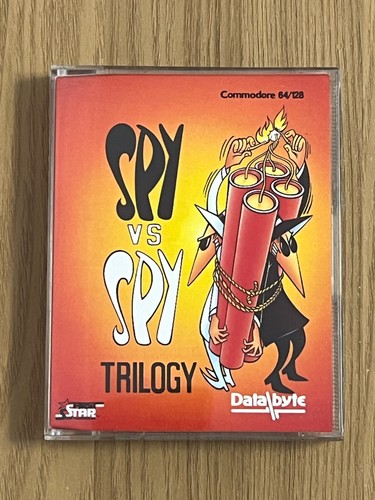 Commodore 64/128
SPY
VS
SPY
TRILOGY
STAR
Databyte